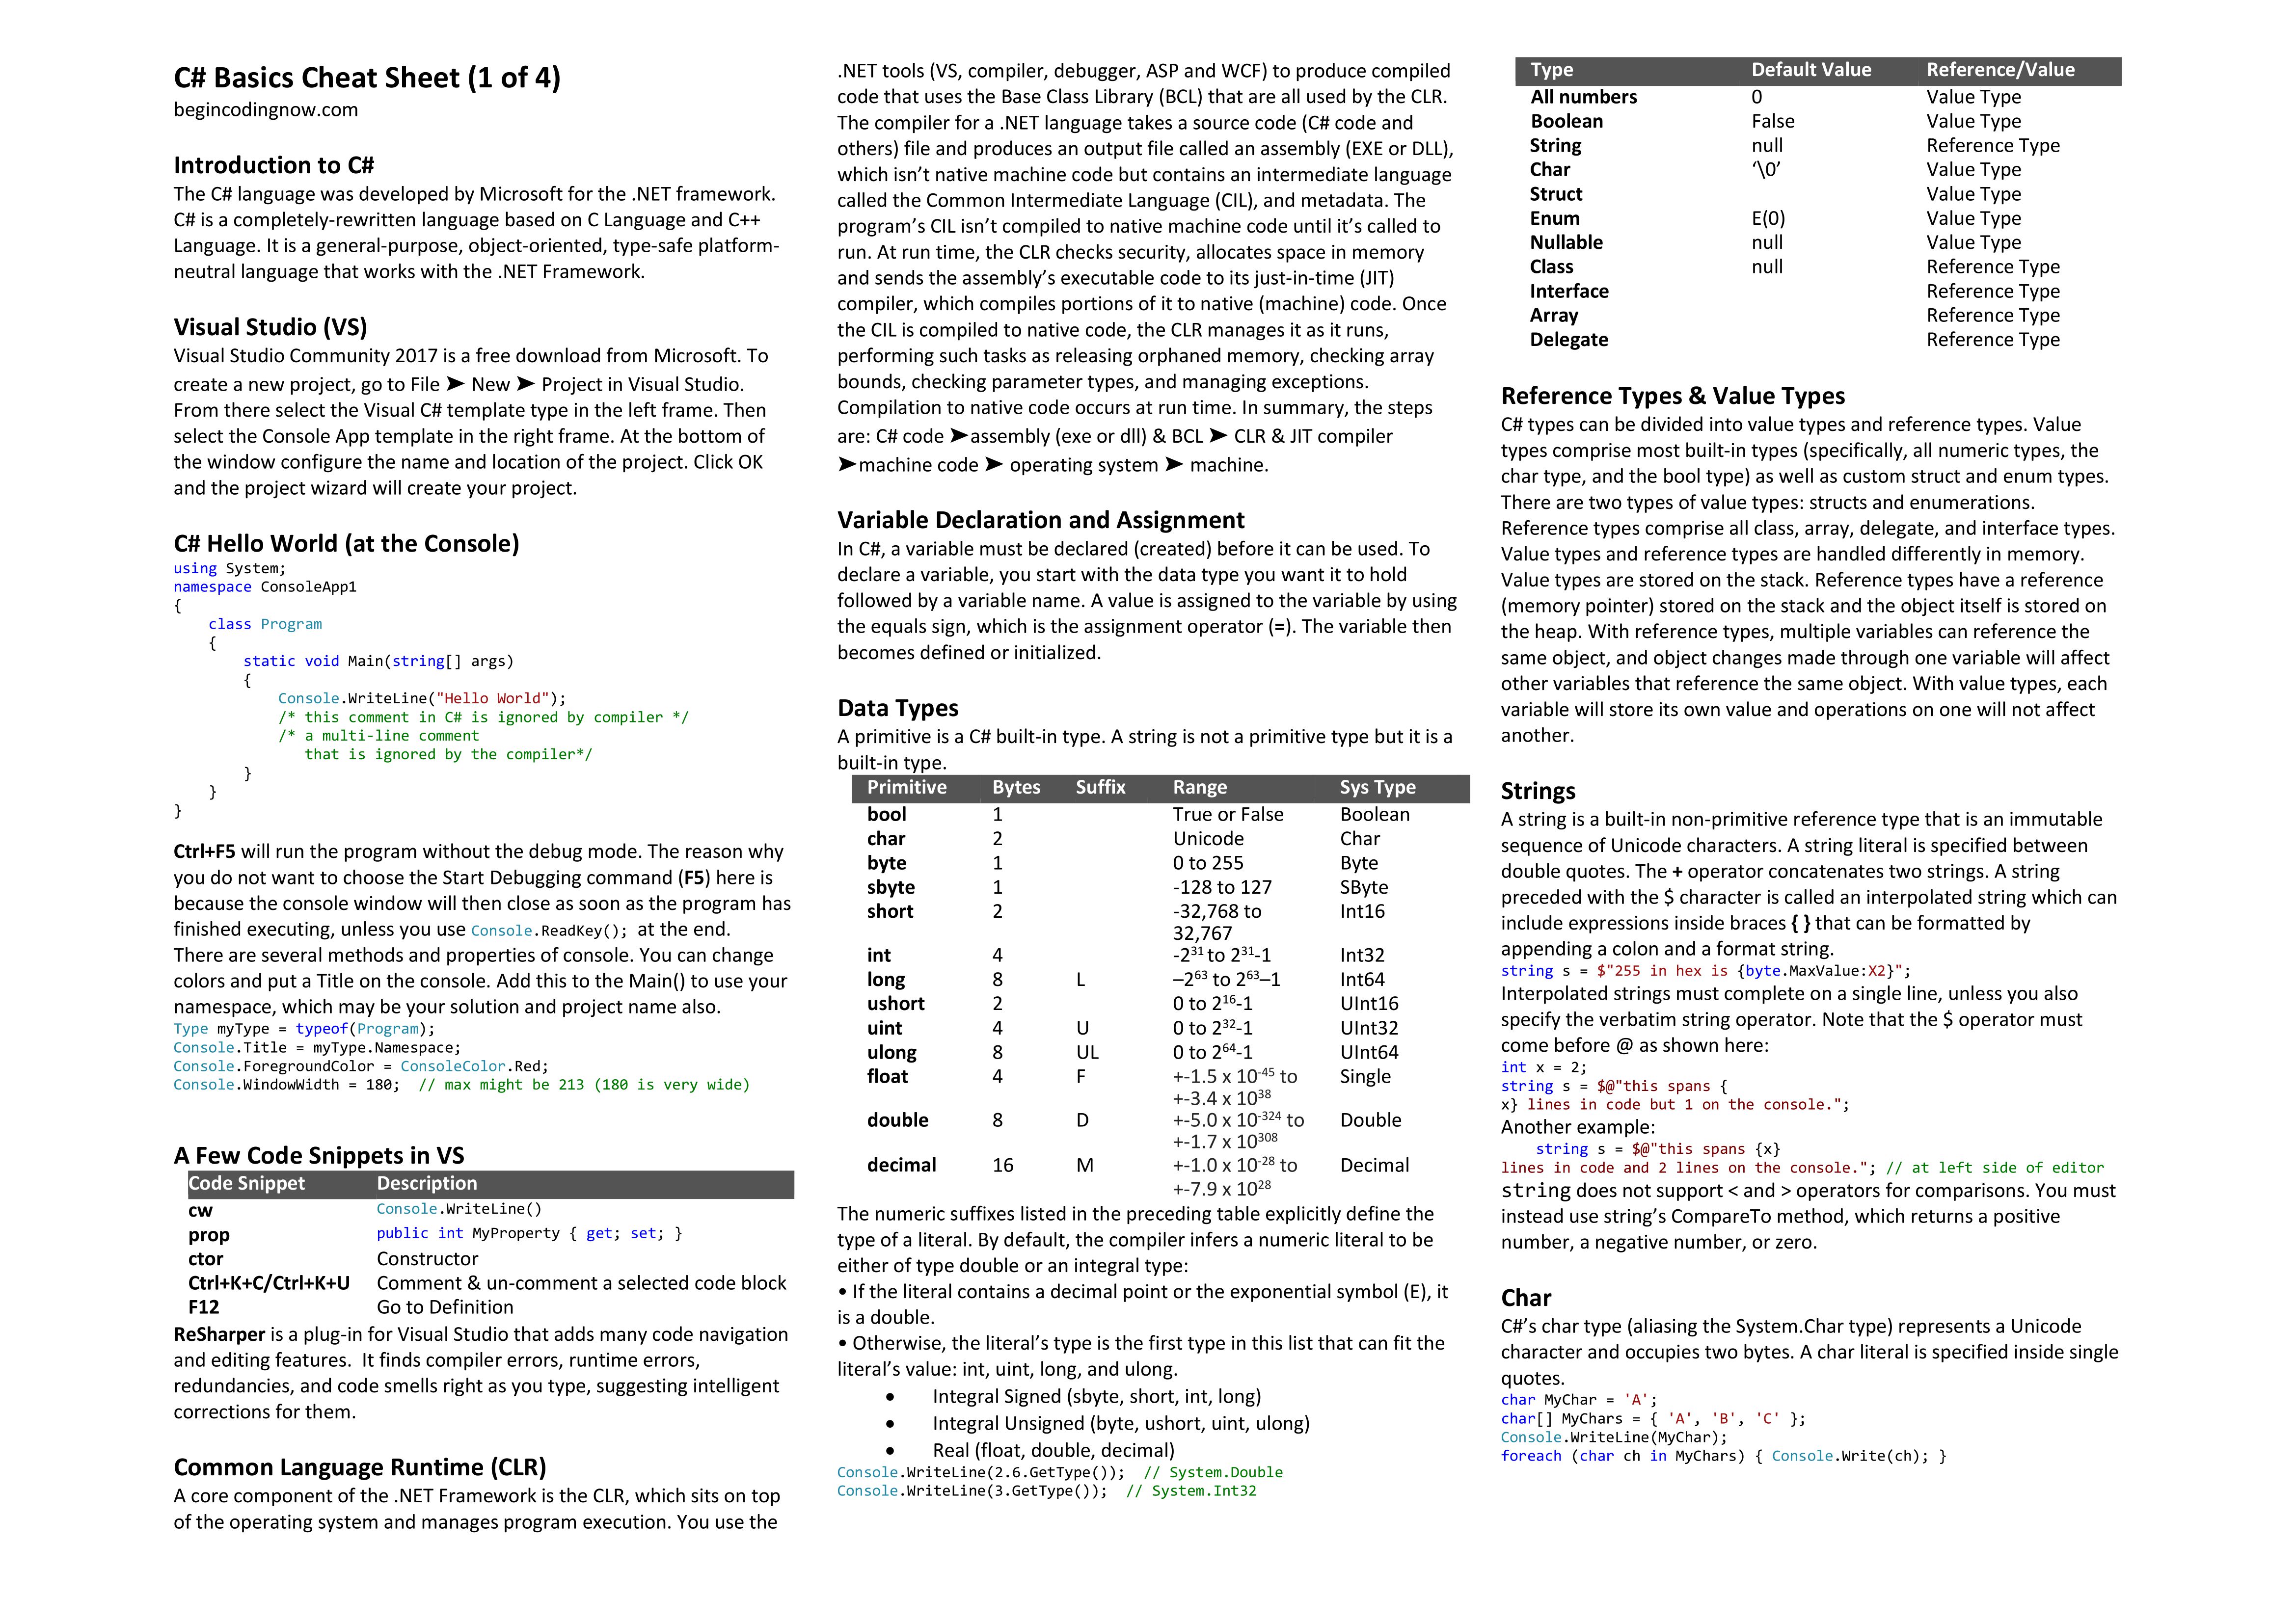 C# Basics Cheat Sheet (1 of 4)
begincodingnow.com
Introduction to C#
The C# language was developed by Microsoft for the .NET framework.
C# is a completely-rewritten language based on C Language and C++
Language. It is a general-purpose, object-oriented, type-safe platform-
neutral language that works with the .NET Framework.
Visual Studio (VS)
Visual Studio Community 2017 is a free download from Microsoft. To
create a new project, go to File ➤ New ➤ Project in Visual Studio.
From there select the Visual C# template type in the left frame. Then
select the Console App template in the right frame. At the bottom of
the window configure the name and location of the project. Click OK
and the project wizard will create your project.
C# Hello World (at the Console)
using System;
namespace ConsoleApp1
{
    class Program
    {
        static void Main(string[] args)
        {
            Console.WriteLine("Hello World");
            /* this comment in C# is ignored by compiler */
            /* a multi-line comment
               that is ignored by the compiler*/
        }
    }
}
Ctrl+F5 will run the program without the debug mode. The reason why
you do not want to choose the Start Debugging command (F5) here is
because the console window will then close as soon as the program has
finished executing, unless you use Console.ReadKey(); at the end.
There are several methods and properties of console. You can change
colors and put a Title on the console. Add this to the Main() to use your
namespace, which may be your solution and project name also.
Type myType = typeof(Program);
Console.Title = myType.Namespace;
Console.ForegroundColor = ConsoleColor.Red;
Console.WindowWidth = 180;  // max might be 213 (180 is very wide)
A Few Code Snippets in VS
Code Snippet Description
cw Console.WriteLine()
prop public int MyProperty { get; set; }
ctor Constructor
Ctrl+K+C/Ctrl+K+U Comment & un-comment a selected code block
F12 Go to Definition
ReSharper is a plug-in for Visual Studio that adds many code navigation
and editing features.  It finds compiler errors, runtime errors,
redundancies, and code smells right as you type, suggesting intelligent
corrections for them.
Common Language Runtime (CLR)
A core component of the .NET Framework is the CLR, which sits on top
of the operating system and manages program execution. You use the
.NET tools (VS, compiler, debugger, ASP and WCF) to produce compiled
code that uses the Base Class Library (BCL) that are all used by the CLR.
The compiler for a .NET language takes a source code (C# code and
others) file and produces an output file called an assembly (EXE or DLL),
which isn’t native machine code but contains an intermediate language
called the Common Intermediate Language (CIL), and metadata. The
program’s CIL isn’t compiled to native machine code until it’s called to
run. At run time, the CLR checks security, allocates space in memory
and sends the assembly’s executable code to its just-in-time (JIT)
compiler, which compiles portions of it to native (machine) code. Once
the CIL is compiled to native code, the CLR manages it as it runs,
performing such tasks as releasing orphaned memory, checking array
bounds, checking parameter types, and managing exceptions.
Compilation to native code occurs at run time. In summary, the steps
are: C# code ➤assembly (exe or dll) & BCL ➤ CLR & JIT compiler
➤machine code ➤ operating system ➤ machine.
Variable Declaration and Assignment
In C#, a variable must be declared (created) before it can be used. To
declare a variable, you start with the data type you want it to hold
followed by a variable name. A value is assigned to the variable by using
the equals sign, which is the assignment operator (=). The variable then
becomes defined or initialized.
Data Types
A primitive is a C# built-in type. A string is not a primitive type but it is a
built-in type.
Primitive Bytes Suffix Range Sys Type
bool 1 True or False Boolean
char 2 Unicode Char
byte 1 0 to 255 Byte
sbyte 1 -128 to 127 SByte
short 2 -32,768 to Int16
32,767
int 4 -2³¹ to 2³¹-1 Int32
long 8 L –2⁶³ to 2⁶³–1 Int64
ushort 2 0 to 2¹⁶-1 UInt16
uint 4 U 0 to 2³²-1 UInt32
ulong 8 UL 0 to 2⁶⁴-1 UInt64
float 4 F +-1.5 x 10⁻⁴⁵ to Single
+-3.4 x 10³⁸
double 8 D +-5.0 x 10⁻³²⁴ to Double
+-1.7 x 10³⁰⁸
decimal 16 M +-1.0 x 10⁻²⁸ to Decimal
+-7.9 x 10²⁸
The numeric suffixes listed in the preceding table explicitly define the
type of a literal. By default, the compiler infers a numeric literal to be
either of type double or an integral type:
• If the literal contains a decimal point or the exponential symbol (E), it
is a double.
• Otherwise, the literal’s type is the first type in this list that can fit the
literal’s value: int, uint, long, and ulong.
• Integral Signed (sbyte, short, int, long)
• Integral Unsigned (byte, ushort, uint, ulong)
• Real (float, double, decimal)
Console.WriteLine(2.6.GetType());  // System.Double
Console.WriteLine(3.GetType());  // System.Int32
Type Default Value Reference/Value
All numbers 0 Value Type
Boolean False Value Type
String null Reference Type
Char ‘\0’ Value Type
Struct Value Type
Enum E(0) Value Type
Nullable null Value Type
Class null Reference Type
Interface Reference Type
Array Reference Type
Delegate Reference Type
Reference Types & Value Types
C# types can be divided into value types and reference types. Value
types comprise most built-in types (specifically, all numeric types, the
char type, and the bool type) as well as custom struct and enum types.
There are two types of value types: structs and enumerations.
Reference types comprise all class, array, delegate, and interface types.
Value types and reference types are handled differently in memory.
Value types are stored on the stack. Reference types have a reference
(memory pointer) stored on the stack and the object itself is stored on
the heap. With reference types, multiple variables can reference the
same object, and object changes made through one variable will affect
other variables that reference the same object. With value types, each
variable will store its own value and operations on one will not affect
another.
Strings
A string is a built-in non-primitive reference type that is an immutable
sequence of Unicode characters. A string literal is specified between
double quotes. The + operator concatenates two strings. A string
preceded with the $ character is called an interpolated string which can
include expressions inside braces { } that can be formatted by
appending a colon and a format string.
string s = $"255 in hex is {byte.MaxValue:X2}";
Interpolated strings must complete on a single line, unless you also
specify the verbatim string operator. Note that the $ operator must
come before @ as shown here:
int x = 2;
string s = $@"this spans {
x} lines in code but 1 on the console.";
Another example:
    string s = $@"this spans {x}
lines in code and 2 lines on the console."; // at left side of editor
string does not support < and > operators for comparisons. You must
instead use string’s CompareTo method, which returns a positive
number, a negative number, or zero.
Char
C#’s char type (aliasing the System.Char type) represents a Unicode
character and occupies two bytes. A char literal is specified inside single
quotes.
char MyChar = 'A';
char[] MyChars = { 'A', 'B', 'C' };
Console.WriteLine(MyChar);
foreach (char ch in MyChars) { Console.Write(ch); }